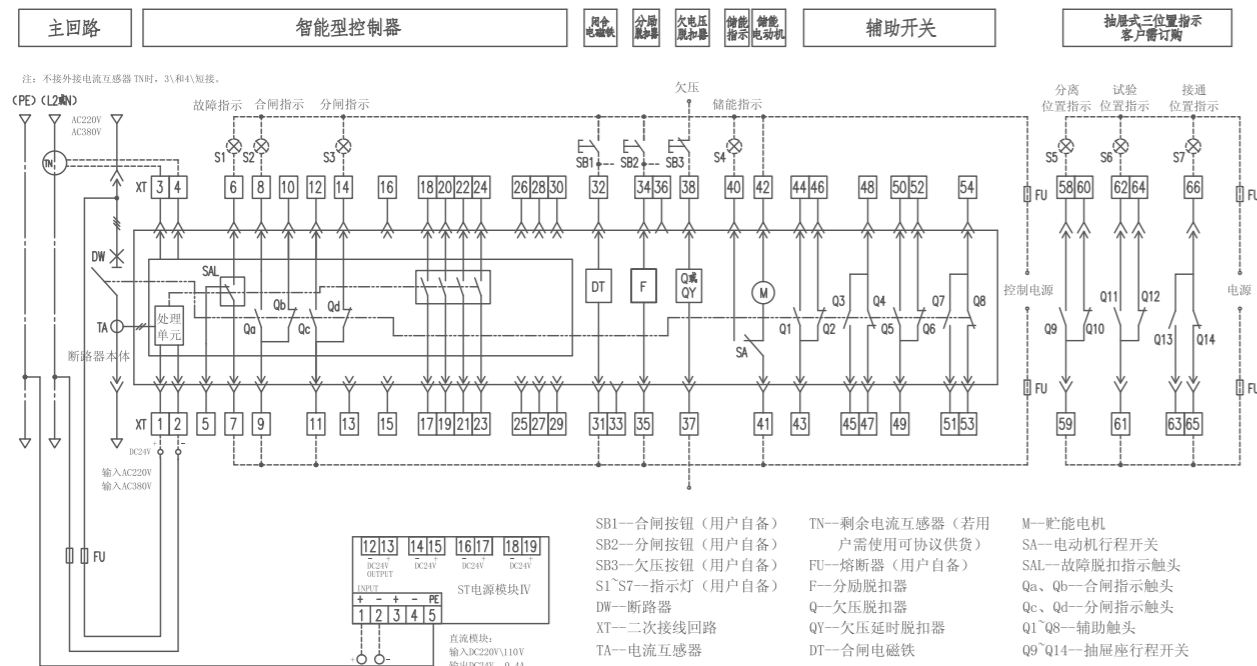 主回路
智能型控制器
闭合
电磁铁
分励
脱扣器
欠电压
脱扣器
储能
指示
储能
电动机
辅助开关
抽屉式三位置指示
客户需订购
注: 不接外接电流互感器 TN时, 3\和4\短接。
(PE) (L2或N)
AC220V
AC380V
故障指示 合闸指示 分闸指示
欠压
储能指示
分离
位置指示
试验
位置指示
接通
位置指示
TN
S1 S2 S3
SB1 SB2 SB3
S4
S5 S6 S7
XT 3 4 6 8 10 12 14 16 18 20 22 24 26 28 30 32 34 36 38 40 42 44 46 48 50 52 54 58 60 62 64 66
FU FU
DW
SAL
DT F Q或
QY
M
Qb Qd
Qa Qc
处理
单元
TA
断路器本体
SA
Q1 Q2 Q3 Q4 Q5 Q6 Q7 Q8
Q9 Q10 Q11 Q12 Q13 Q14
控制电源
电源
FU FU
XT 1 2 5 7 9 11 13 15 17 19 21 23 25 27 29 31 33 35 37 41 43 45 47 49 51 53 59 61 63 65
DC24V - +
输入AC220V
输入AC380V
FU
12 13 14 15 16 17 18 19
- + - + - + - +
DC24V DC24V DC24V DC24V
OUTPUT
INPUT
ST电源模块Ⅳ
+ - + - PE
1 2 3 4 5
直流模块:
输入DC220V\110V
输出DC24V 0.4A
+ -
SB1--合闸按钮（用户自备）
SB2--分闸按钮（用户自备）
SB3--欠压按钮（用户自备）
S1~S7--指示灯（用户自备）
DW--断路器
XT--二次接线回路
TA--电流互感器
TN--剩余电流互感器（若用
户需使用可协议供货）
FU--熔断器（用户自备）
F--分励脱扣器
Q--欠压脱扣器
QY--欠压延时脱扣器
DT--合闸电磁铁
M--贮能电机
SA--电动机行程开关
SAL--故障脱扣指示触头
Qa、Qb--合闸指示触头
Qc、Qd--分闸指示触头
Q1~Q8--辅助触头
Q9~Q14--抽屉座行程开关